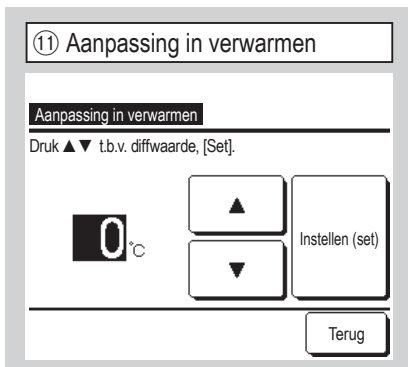 ⑪ Aanpassing in verwarmen
Aanpassing in verwarmen
Druk ▲▼ t.b.v. diffwaarde, [Set].
▲
0°C
Instellen (set)
▼
Terug